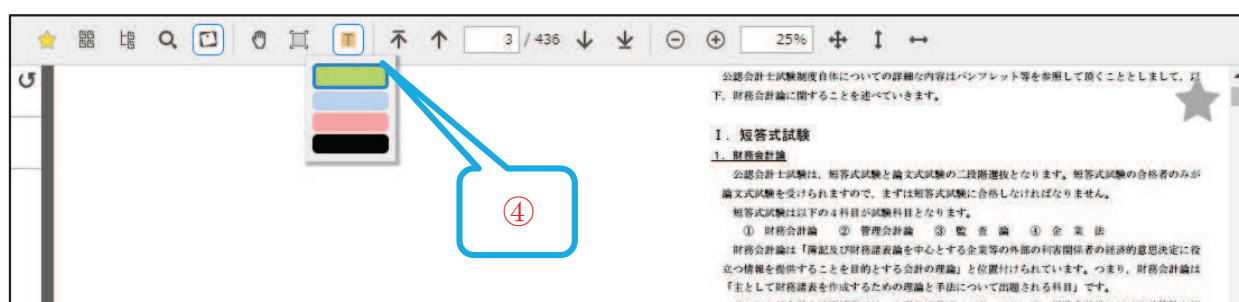 T 3 / 436 25%
公認会計士試験制度自体についての詳細な内容はパンフレット等を参照して頂くこととしまして、以
下、財務会計論に関することを述べていきます。
Ⅰ. 短答式試験
1. 財務会計論
公認会計士試験は、短答式試験と論文式試験の二段階選抜となります。短答式試験の合格者のみが
論文式試験を受けられますので、まずは短答式試験に合格しなければなりません。
短答式試験は以下の4科目が試験科目となります。
① 財務会計論 ② 管理会計論 ③ 監 査 論 ④ 企 業 法
④
財務会計論は「簿記及び財務諸表論を中心とする企業等の外部の利害関係者の経済的意思決定に役
立つ情報を提供することを目的とする会計の理論」と位置付けられています。つまり、財務会計論は
「主として財務諸表を作成するための理論と手法について出題される科目」です。